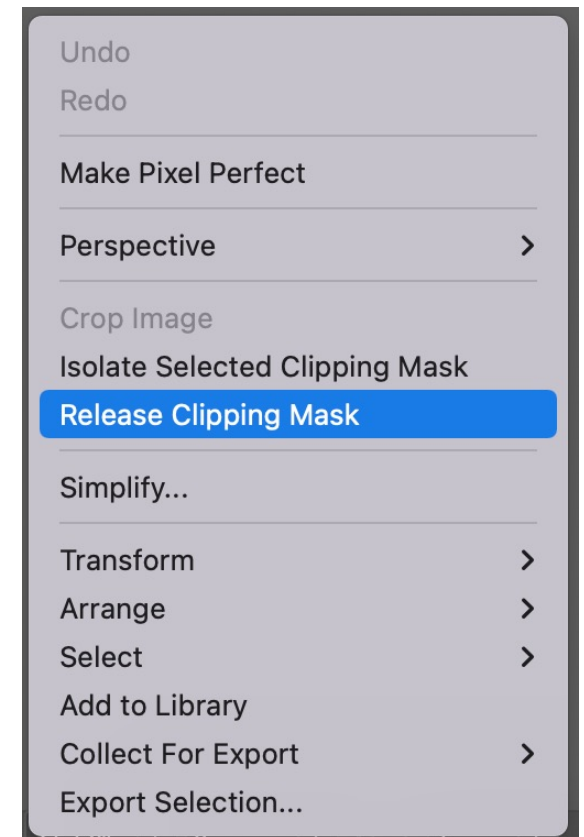 Undo
Redo
Make Pixel Perfect
Perspective
Crop Image
Isolate Selected Clipping Mask
Release Clipping Mask
Simplify...
Transform
Arrange
Select
Add to Library
Collect For Export
Export Selection...